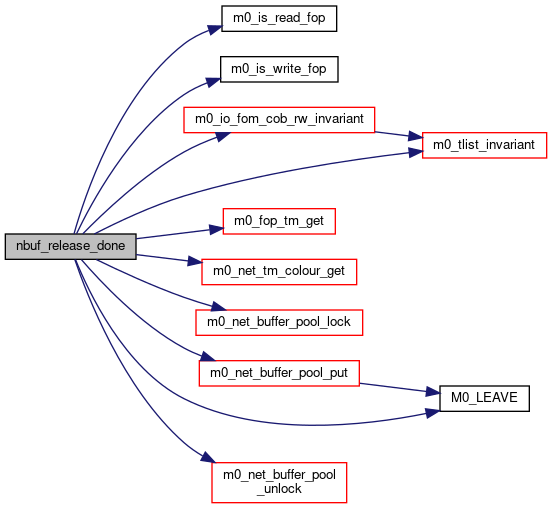 m0_is_read_fop
m0_is_write_fop
m0_io_fom_cob_rw_invariant
m0_tlist_invariant
m0_fop_tm_get
nbuf_release_done
m0_net_tm_colour_get
m0_net_buffer_pool_lock
m0_net_buffer_pool_put
M0_LEAVE
m0_net_buffer_pool
_unlock